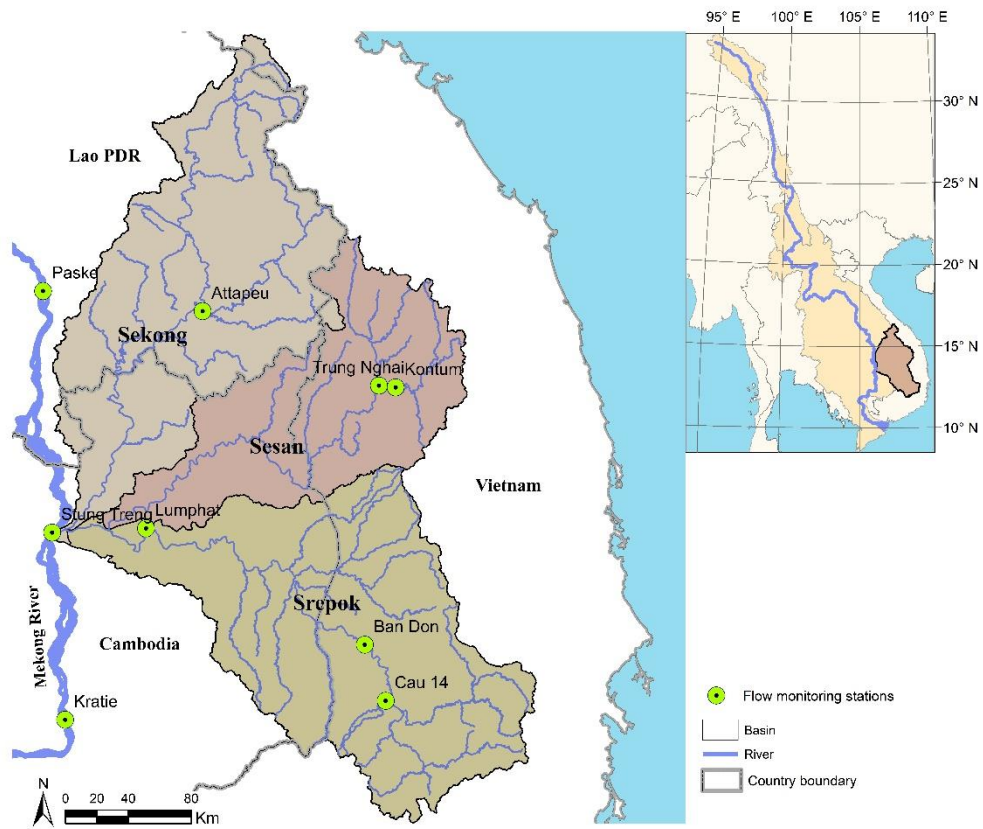 95° E 100° E 105° E 110° E
30° N
25° N
20° N
15° N
10° N
Lao PDR
Paske
Attapeu
Sekong
Trung Nghai Kontum
Sesan
Vietnam
Stung Treng Lumphat
Srepok
Ban Don
Mekong River
Cambodia
Cau 14
Kratie
N
0 20 40 80
Km
Flow monitoring stations
Basin
River
Country boundary